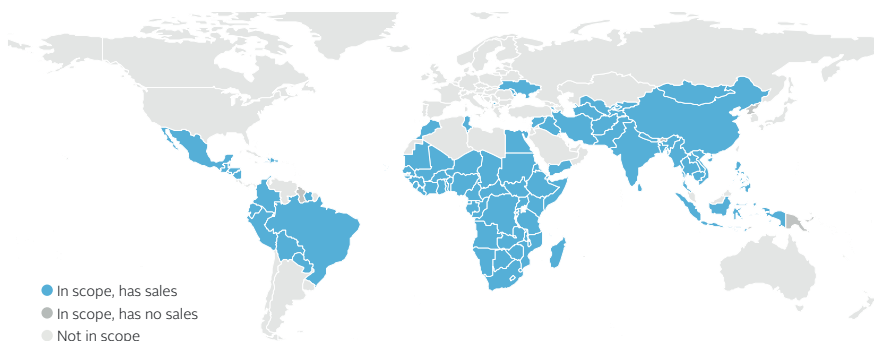 In scope, has sales
In scope, has no sales
Not in scope